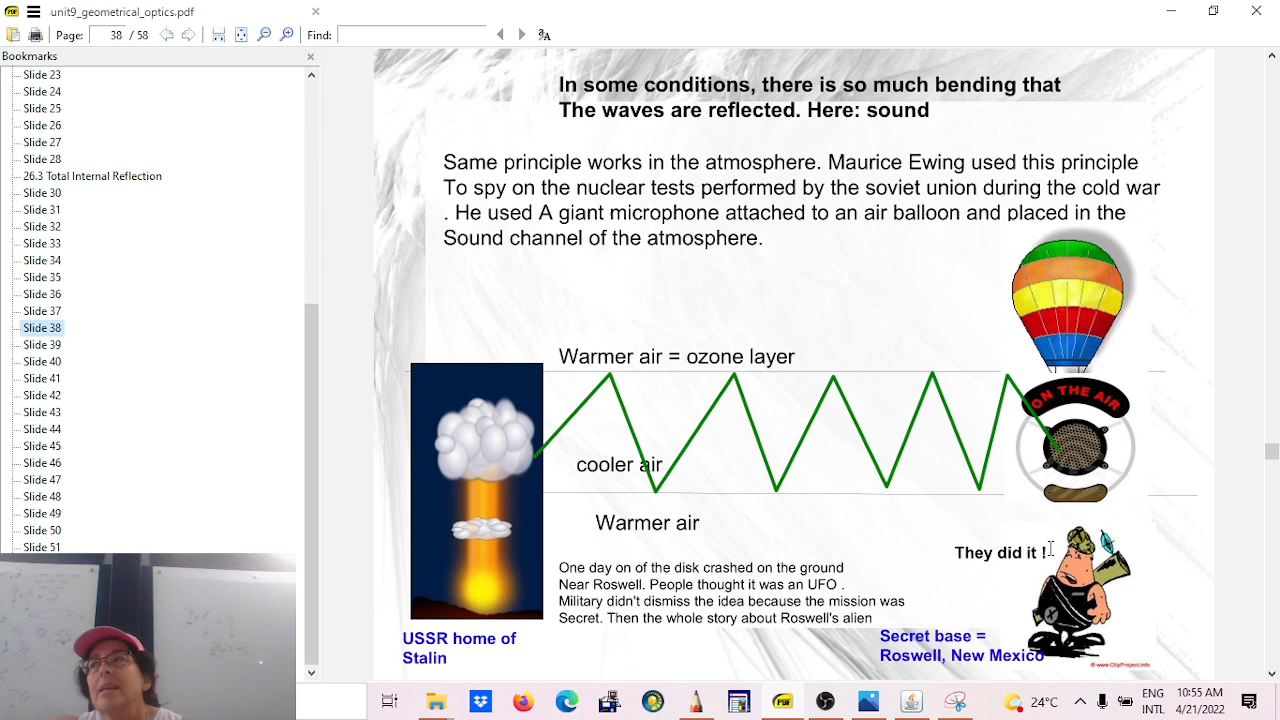 unit9_geometrical_optics.pdf
Page: 38 / 58
Find:
Bookmarks
Slide 23
Slide 24
Slide 25
Slide 26
Slide 27
Slide 28
26.3 Total Internal Reflection
Slide 30
Slide 31
Slide 32
Slide 33
Slide 34
Slide 35
Slide 36
Slide 37
Slide 38
Slide 39
Slide 40
Slide 41
Slide 42
Slide 43
Slide 44
Slide 45
Slide 46
Slide 47
Slide 48
Slide 49
Slide 50
Slide 51
In some conditions, there is so much bending that
The waves are reflected. Here: sound
Same principle works in the atmosphere. Maurice Ewing used this principle
To spy on the nuclear tests performed by the soviet union during the cold war
. He used A giant microphone attached to an air balloon and placed in the
Sound channel of the atmosphere.
Warmer air = ozone layer
ON THE AIR
cooler air
Warmer air
They did it !
One day on of the disk crashed on the ground
Near Roswell. People thought it was an UFO .
Military didn't dismiss the idea because the mission was
Secret. Then the whole story about Roswell's alien
USSR home of
Stalin
Secret base =
Roswell, New Mexico
© www.ClipProject.info
24°C
ENG
INTL
10:55 AM
4/21/2022